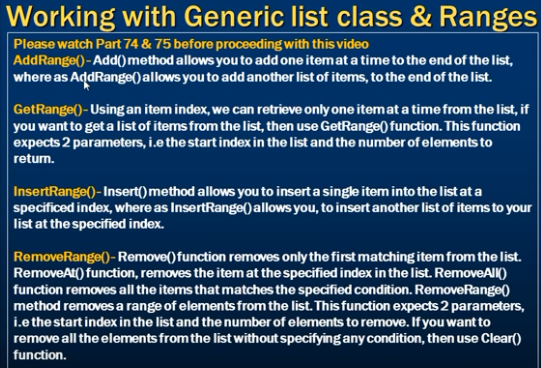 Working with Generic list class & Ranges
Please watch Part 74 & 75 before proceeding with this video
AddRange() - Add() method allows you to add one item at a time to the end of the list,
where as AddRange() allows you to add another list of items, to the end of the list.
GetRange() - Using an item index, we can retrieve only one item at a time from the list, if
you want to get a list of items from the list, then use GetRange() function. This function
expects 2 parameters, i.e the start index in the list and the number of elements to
return.
InsertRange() - Insert() method allows you to insert a single item into the list at a
specificed index, where as InsertRange() allows you, to insert another list of items to your
list at the specified index.
RemoveRange() - Remove() function removes only the first matching item from the list.
RemoveAt() function, removes the item at the specified index in the list. RemoveAll()
function removes all the items that matches the specified condition. RemoveRange()
method removes a range of elements from the list. This function expects 2 parameters,
i.e the start index in the list and the number of elements to remove. If you want to
remove all the elements from the list without specifying any condition, then use Clear()
function.